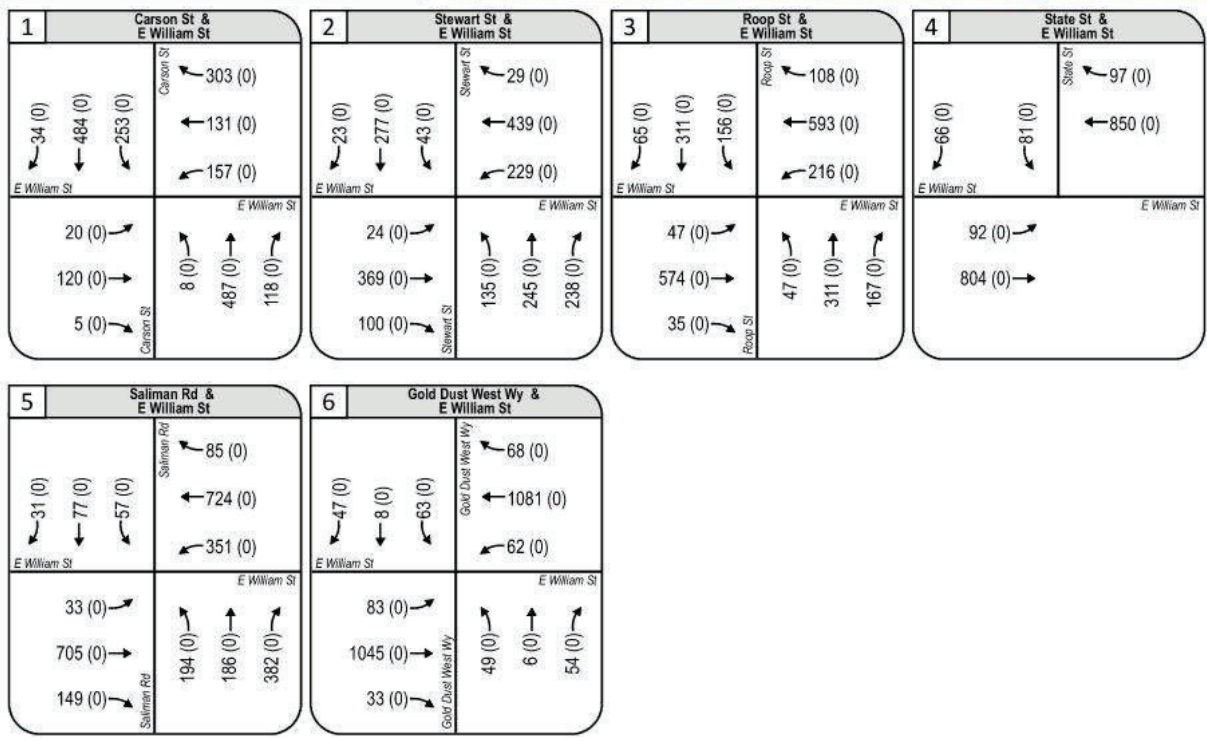 1
Carson St &
E William St
Carson St
303 (0)
131 (0)
157 (0)
34 (0)
484 (0)
253 (0)
E William St
E William St
20 (0)
120 (0)
5 (0)
Carson St
8 (0)
487 (0)
118 (0)
2
Stewart St &
E William St
Stewart St
29 (0)
439 (0)
229 (0)
23 (0)
277 (0)
43 (0)
E William St
E William St
24 (0)
369 (0)
100 (0)
Stewart St
135 (0)
245 (0)
238 (0)
3
Roop St &
E William St
Roop St
108 (0)
593 (0)
216 (0)
65 (0)
311 (0)
156 (0)
E William St
E William St
47 (0)
574 (0)
35 (0)
Roop St
47 (0)
311 (0)
167 (0)
4
State St &
E William St
State St
97 (0)
850 (0)
66 (0)
81 (0)
E William St
E William St
92 (0)
804 (0)
5
Saliman Rd &
E William St
Saliman Rd
85 (0)
724 (0)
351 (0)
31 (0)
77 (0)
57 (0)
E William St
E William St
33 (0)
705 (0)
149 (0)
Saliman Rd
194 (0)
186 (0)
382 (0)
6
Gold Dust West Wy &
E William St
Gold Dust West Wy
68 (0)
1081 (0)
62 (0)
47 (0)
8 (0)
63 (0)
E William St
E William St
83 (0)
1045 (0)
33 (0)
Gold Dust West Wy
49 (0)
6 (0)
54 (0)